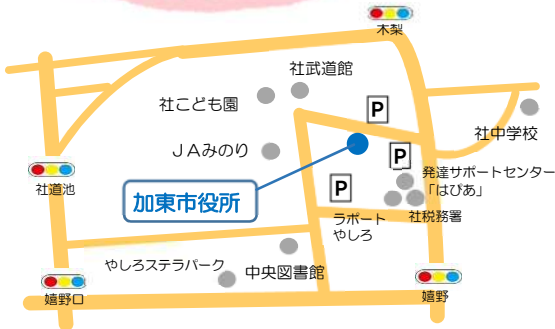 木梨
社武道館
社こども園
P
社中学校
JAみのり
P
発達サポートセンター
「はぴあ」
社道池
P
加東市役所
ラポート
やしろ
社税務署
やしろステラパーク
中央図書館
嬉野口
嬉野